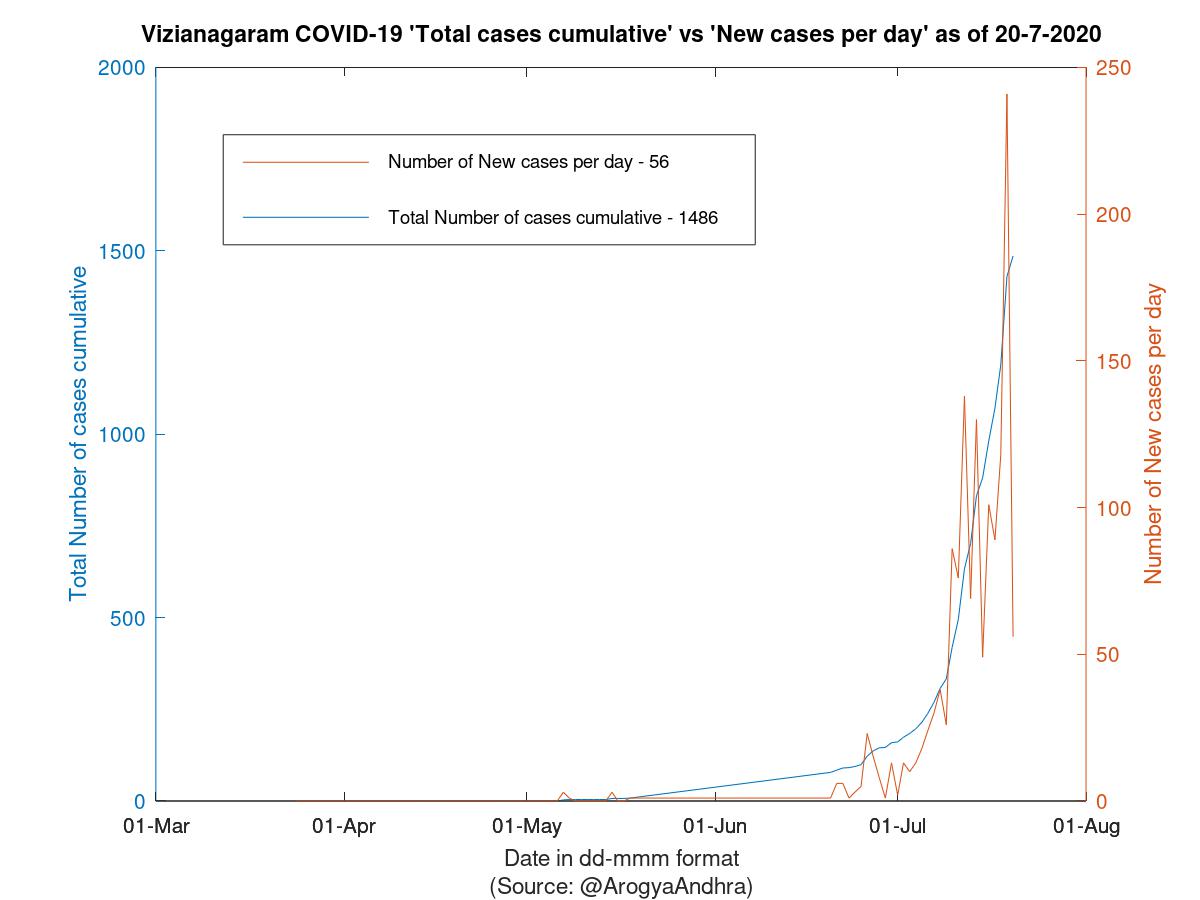 Vizianagaram COVID-19 'Total cases cumulative' vs 'New cases per day' as of 20-7-2020
2000
1500
1000
500
0
Total Number of cases cumulative
Number of New cases per day - 56
Total Number of cases cumulative - 1486
250
200
150
100
50
0
Number of New cases per day
01-Mar 01-Apr 01-May 01-Jun 01-Jul 01-Aug
Date in dd-mmm format
(Source: @ArogyaAndhra)